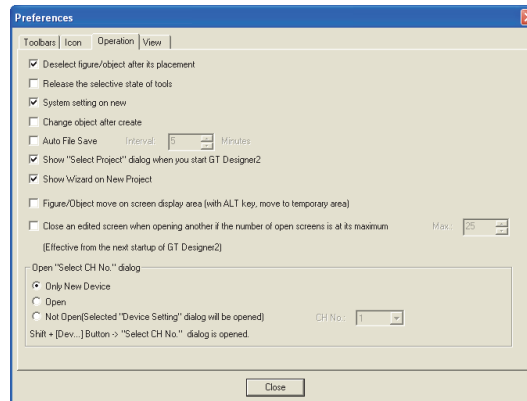 Preferences
Toolbars Icon Operation View
Deselect figure/object after its placement
Release the selective state of tools
System setting on new
Change object after create
Auto File Save Interval: 5 Minutes
Show "Select Project" dialog when you start GT Designer2
Show Wizard on New Project
Figure/Object move on screen display area (with ALT key, move to temporary area)
Close an edited screen when opening another if the number of open screens is at its maximum Max.: 25
(Effective from the next startup of GT Designer2)
Open "Select CH No." dialog
Only New Device
Open
Not Open(Selected "Device Setting" dialog will be opened) CH No.: 1
Shift + [Dev...] Button -> "Select CH No." dialog is opened.
Close